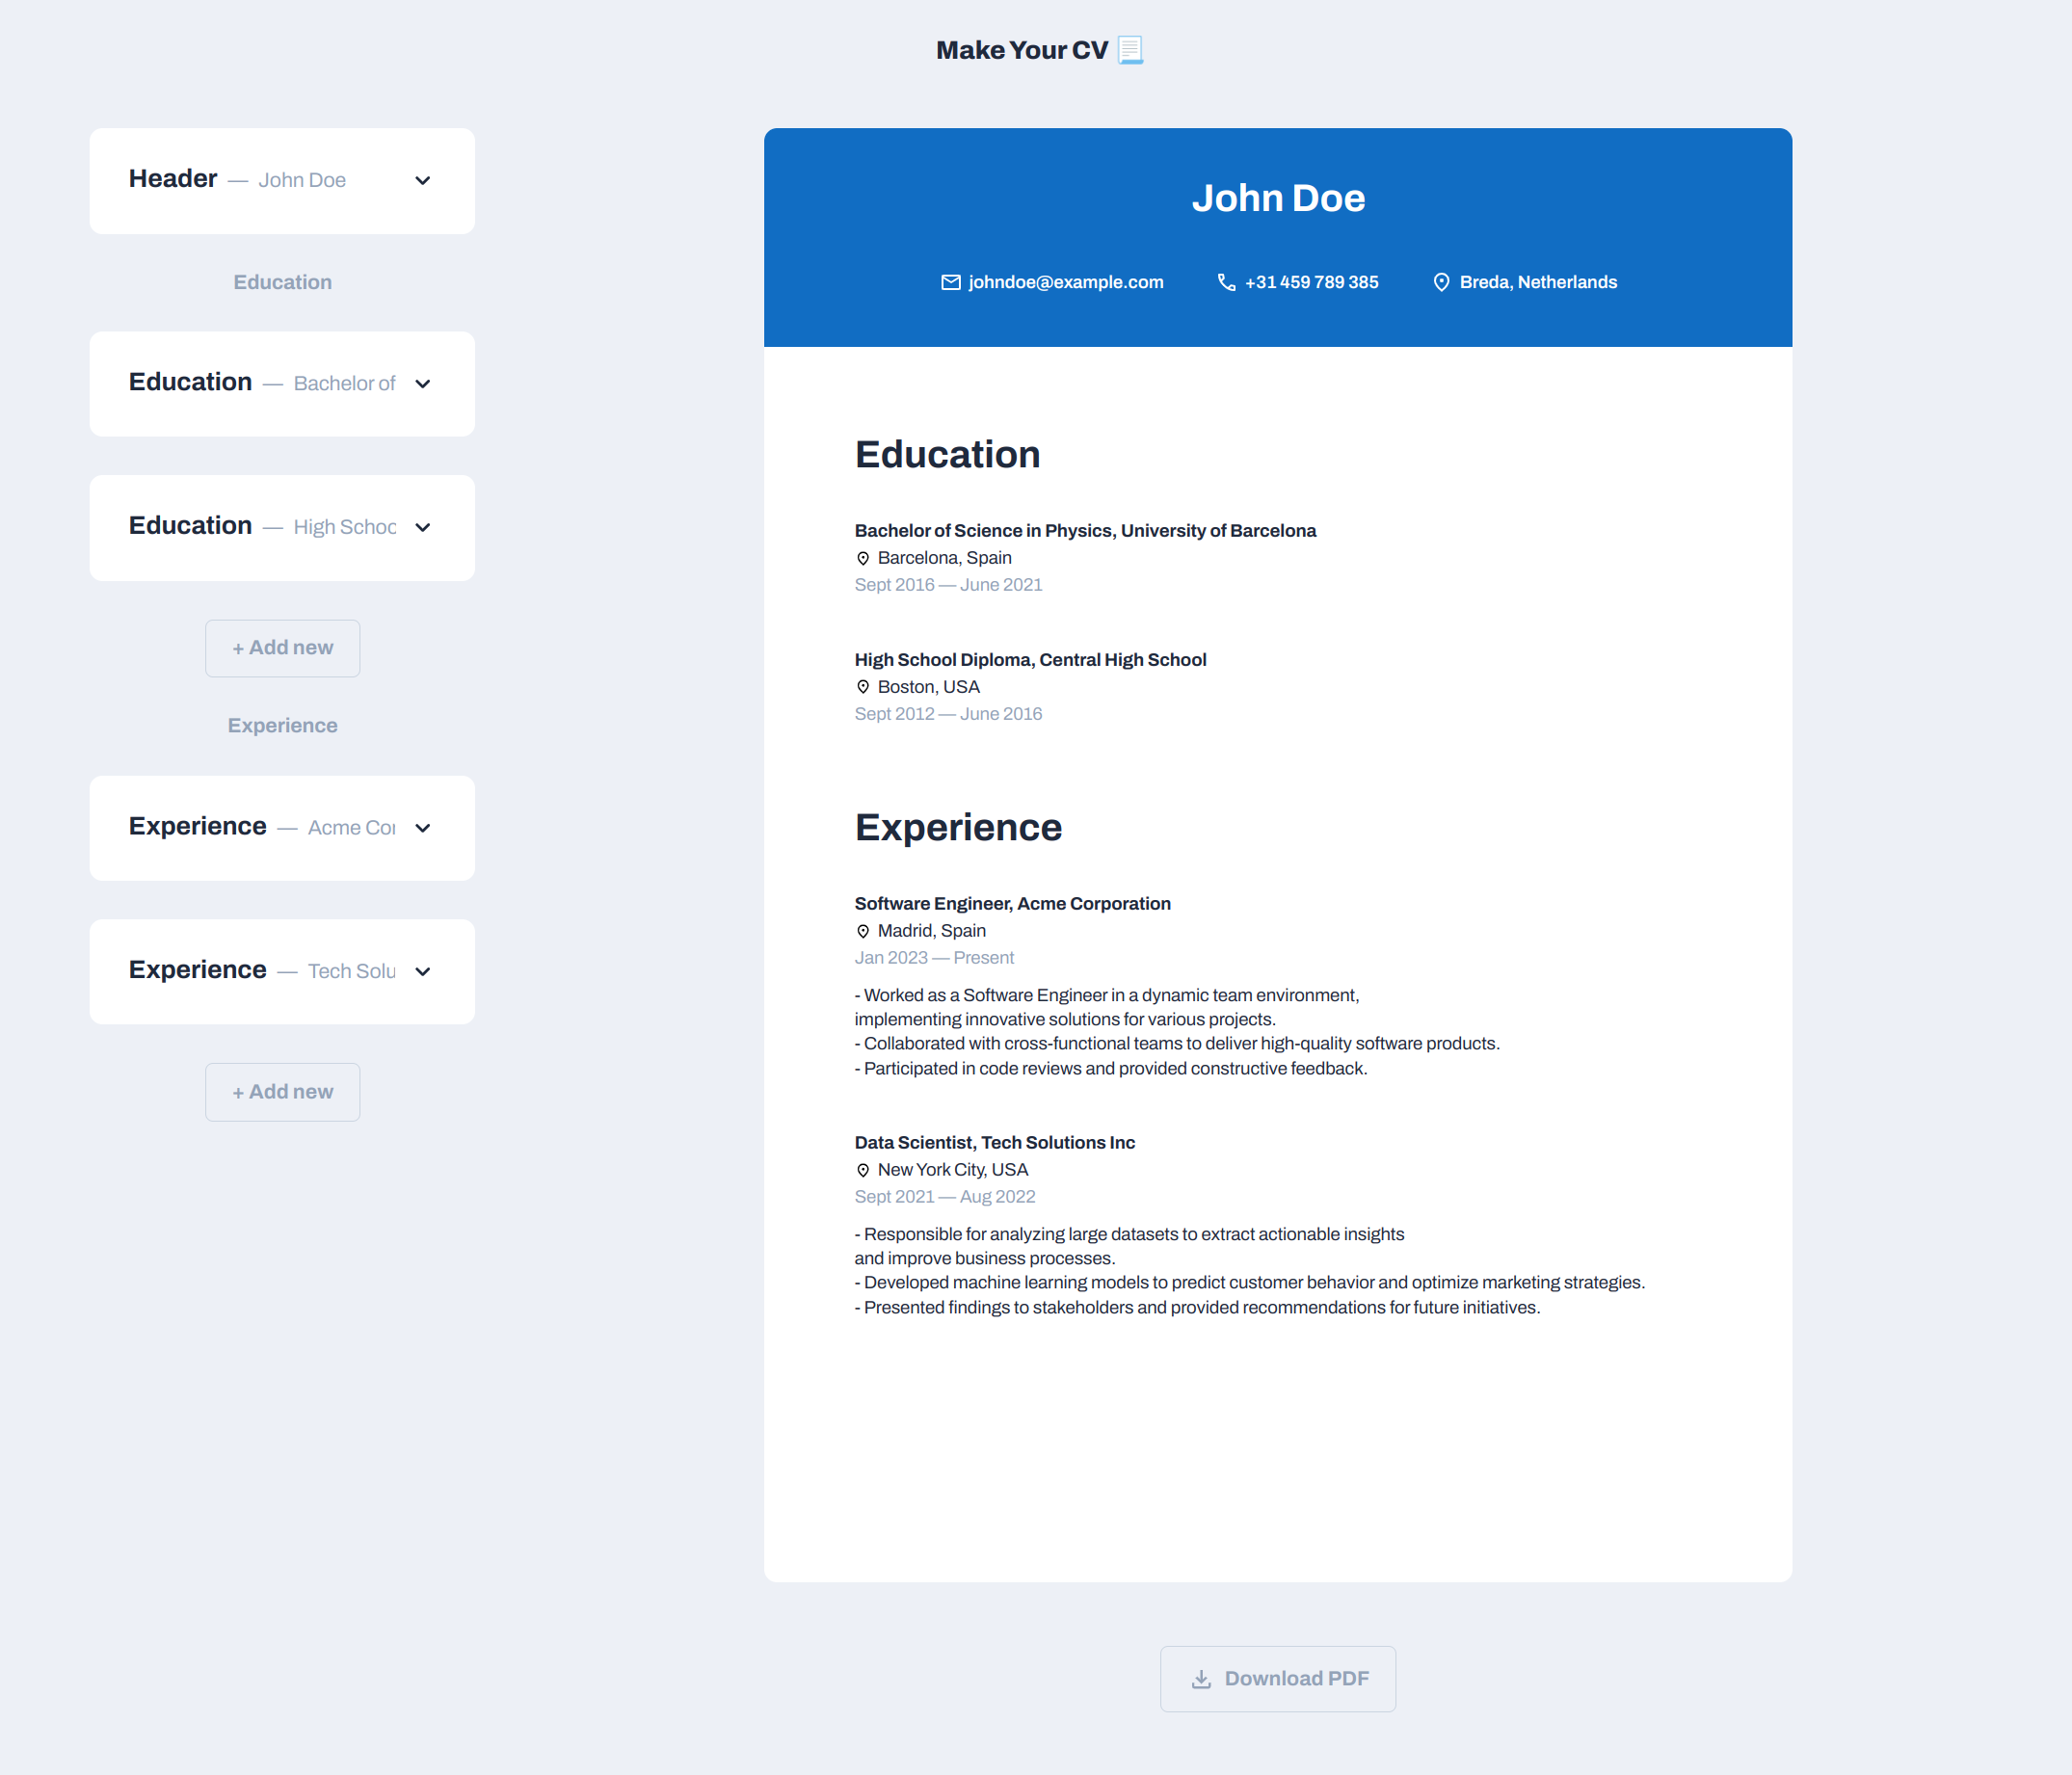 Make Your CV
Header — John Doe
Education
Education — Bachelor of
Education — High Schoo
+ Add new
Experience
Experience — Acme Cor
Experience — Tech Solu
+ Add new
John Doe
johndoe@example.com +31 459 789 385 Breda, Netherlands
Education
Bachelor of Science in Physics, University of Barcelona
Barcelona, Spain
Sept 2016 — June 2021
High School Diploma, Central High School
Boston, USA
Sept 2012 — June 2016
Experience
Software Engineer, Acme Corporation
Madrid, Spain
Jan 2023 — Present
- Worked as a Software Engineer in a dynamic team environment,
implementing innovative solutions for various projects.
- Collaborated with cross-functional teams to deliver high-quality software products.
- Participated in code reviews and provided constructive feedback.
Data Scientist, Tech Solutions Inc
New York City, USA
Sept 2021 — Aug 2022
- Responsible for analyzing large datasets to extract actionable insights
and improve business processes.
- Developed machine learning models to predict customer behavior and optimize marketing strategies.
- Presented findings to stakeholders and provided recommendations for future initiatives.
Download PDF